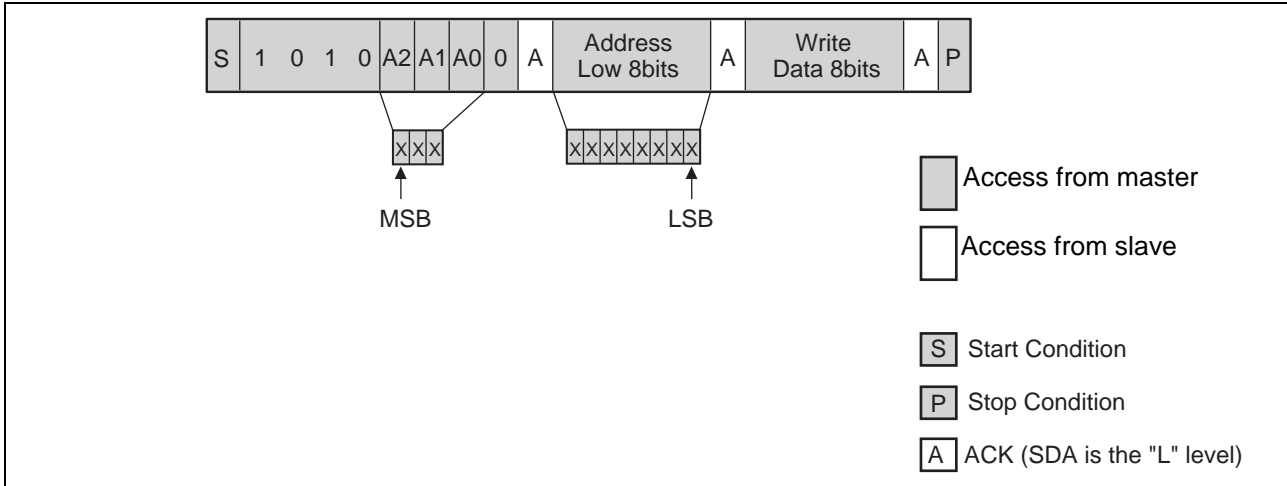 S 1 0 1 0 A2 A1 A0 0 A Address Low 8bits A Write Data 8bits A P
X X X
X X X X X X X X
MSB
LSB
Access from master
Access from slave
S Start Condition
P Stop Condition
A ACK (SDA is the "L" level)